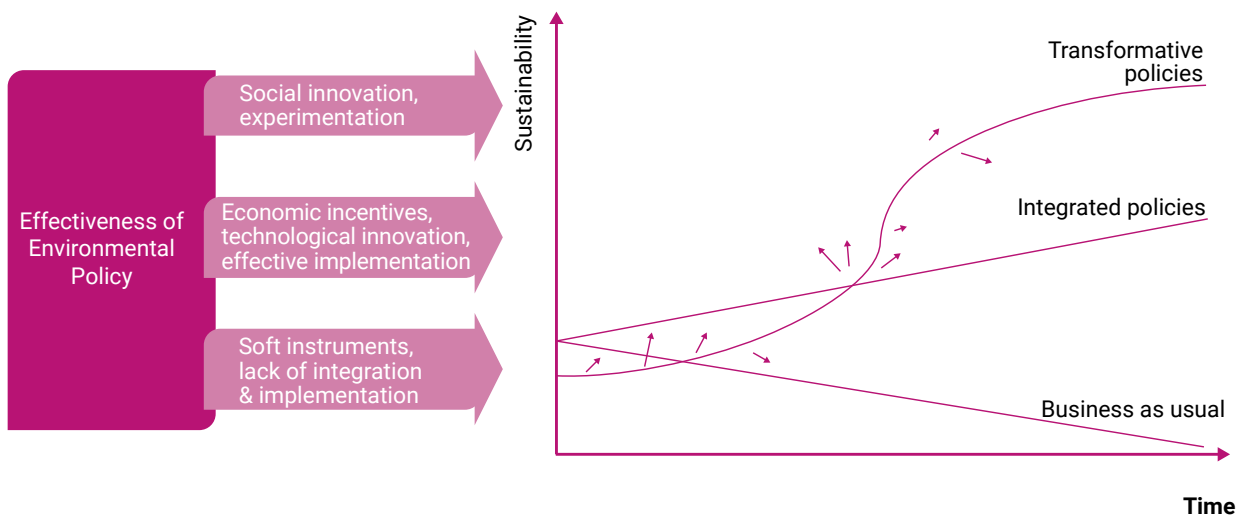 Effectiveness of
Environmental
Policy
Social innovation,
experimentation
Economic incentives,
technological innovation,
effective implementation
Soft instruments,
lack of integration
& implementation
Sustainability
Transformative
policies
Integrated policies
Business as usual
Time